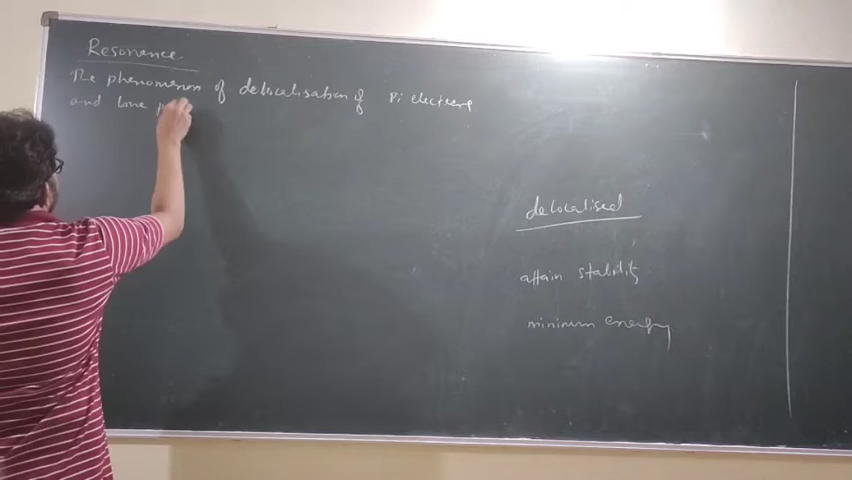 Resonance
The phenomenon of delocalisation of Pi electrons
and lone p
delocalised
attain stability
minimum energy